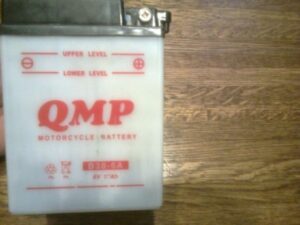 UPPER LEVEL
LOWER LEVEL
QMP
MOTORCYCLE BATTERY